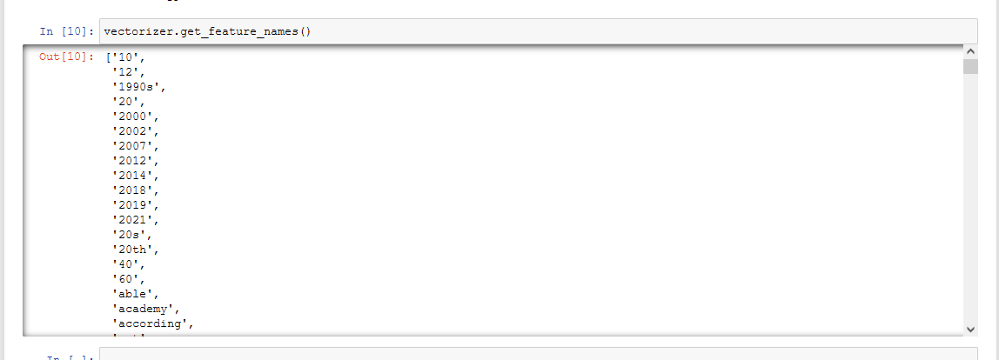 In [10]: vectorizer.get_feature_names()
Out[10]: ['10',
'12',
'1990s',
'20',
'2000',
'2002',
'2007',
'2012',
'2014',
'2018',
'2019',
'2021',
'20s',
'20th',
'40',
'60',
'able',
'academy',
'according',
In [ ]: